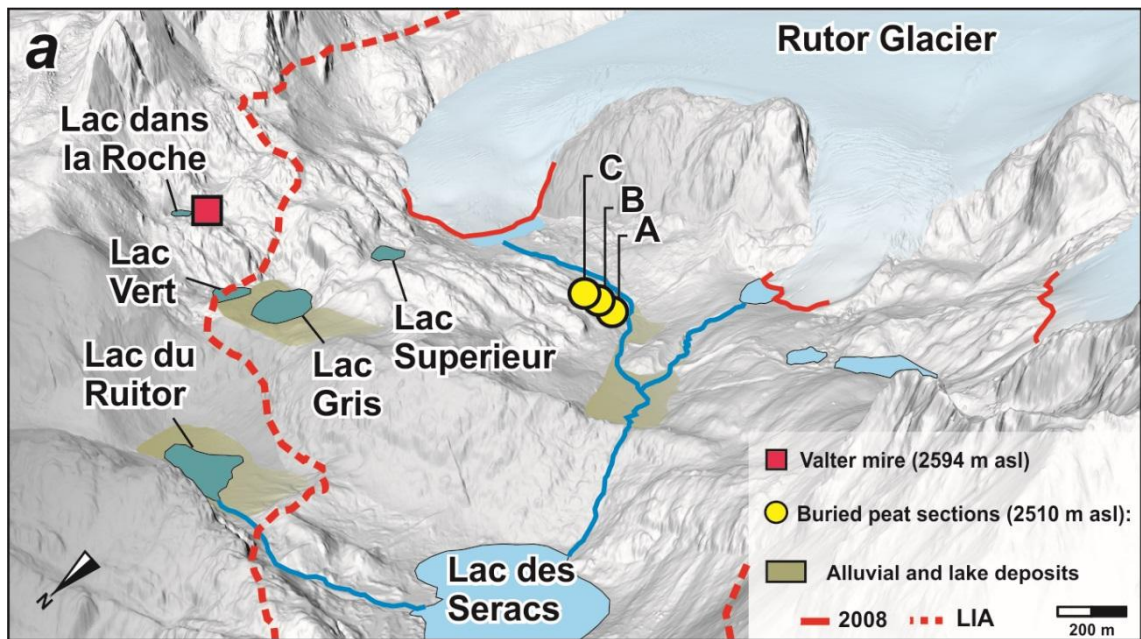 a
Rutor Glacier
Lac dans
la Roche
C
B
A
Lac
Vert
Lac
Superieur
Lac du
Ruitor
Lac
Gris
Valter mire (2594 m asl)
Buried peat sections (2510 m asl):
Alluvial and lake deposits
2008
LIA
200 m
Lac des
Seracs
N